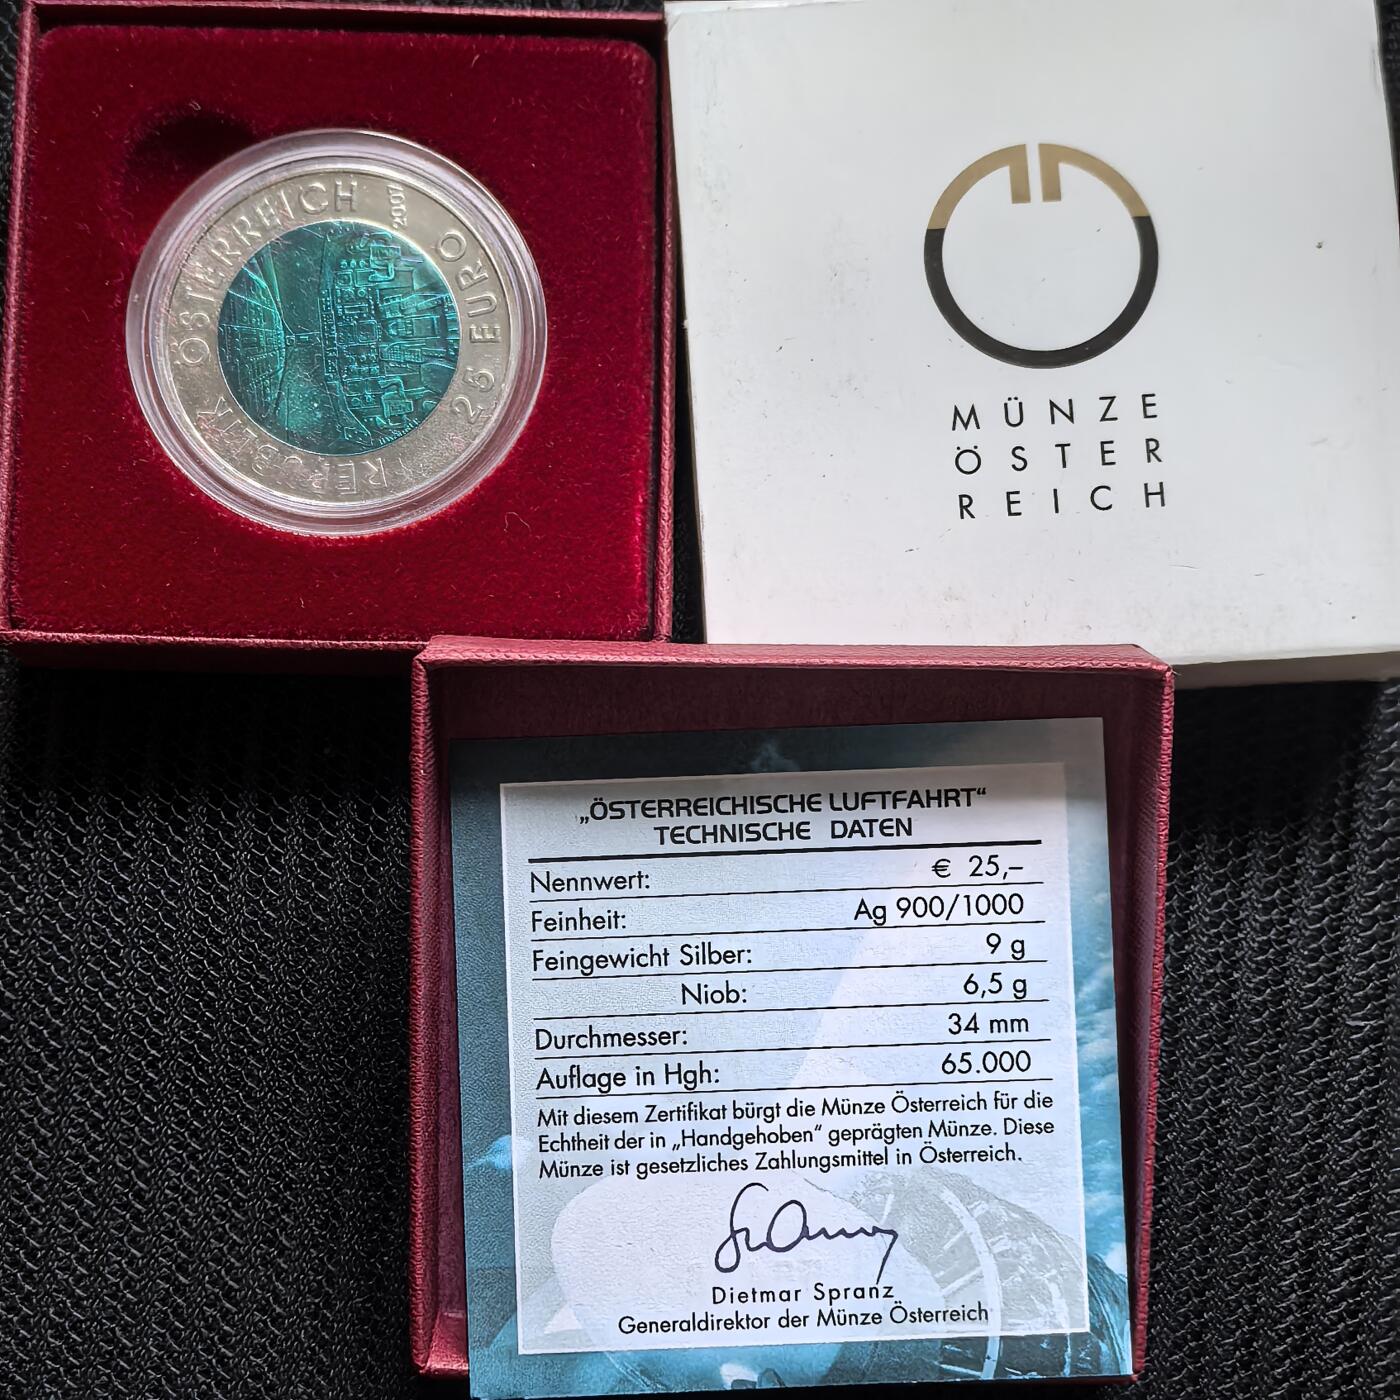 REPUBLIK ÖSTERREICH 2007 25 EURO
MÜNZE
ÖSTER
REICH
„ÖSTERREICHISCHE LUFTFAHRT“
TECHNISCHE DATEN
Nennwert: € 25,–
Feinheit: Ag 900/1000
Feingewicht Silber: 9 g
Niob: 6,5 g
Durchmesser: 34 mm
Auflage in Hgh: 65.000
Mit diesem Zertifikat bürgt die Münze Österreich für die
Echtheit der in „Handgehoben“ geprägten Münze. Diese
Münze ist gesetzliches Zahlungsmittel in Österreich.
Dietmar Spranz
Generaldirektor der Münze Österreich